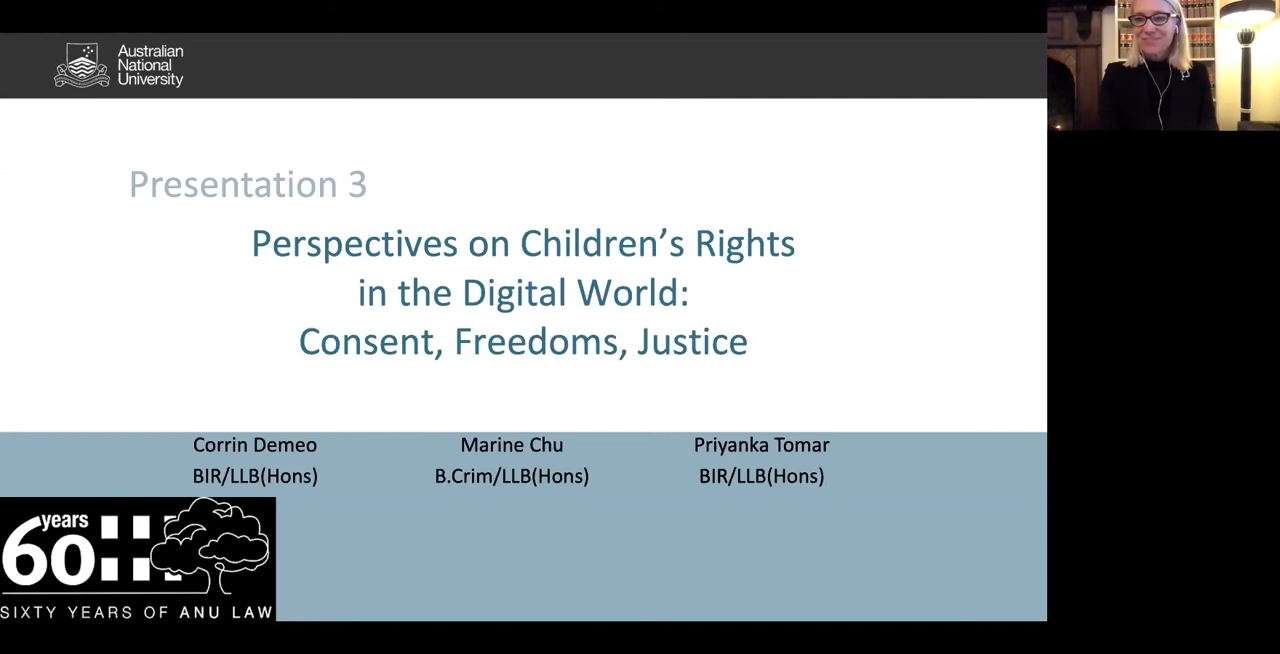 Australian
National
University
Presentation 3
Perspectives on Children's Rights
in the Digital World:
Consent, Freedoms, Justice
Corrin Demeo
BIR/LLB(Hons)
Marine Chu
B.Crim/LLB(Hons)
Priyanka Tomar
BIR/LLB(Hons)
60 years
SIXTY YEARS OF ANU LAW